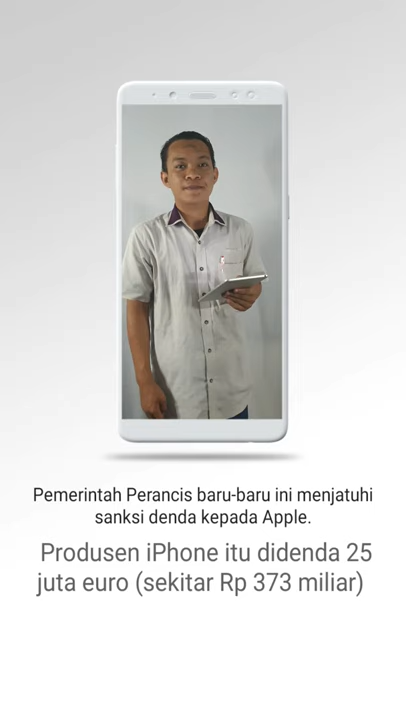 Pemerintah Perancis baru-baru ini menjatuhi
sanksi denda kepada Apple.
Produsen iPhone itu didenda 25
juta euro (sekitar Rp 373 miliar)